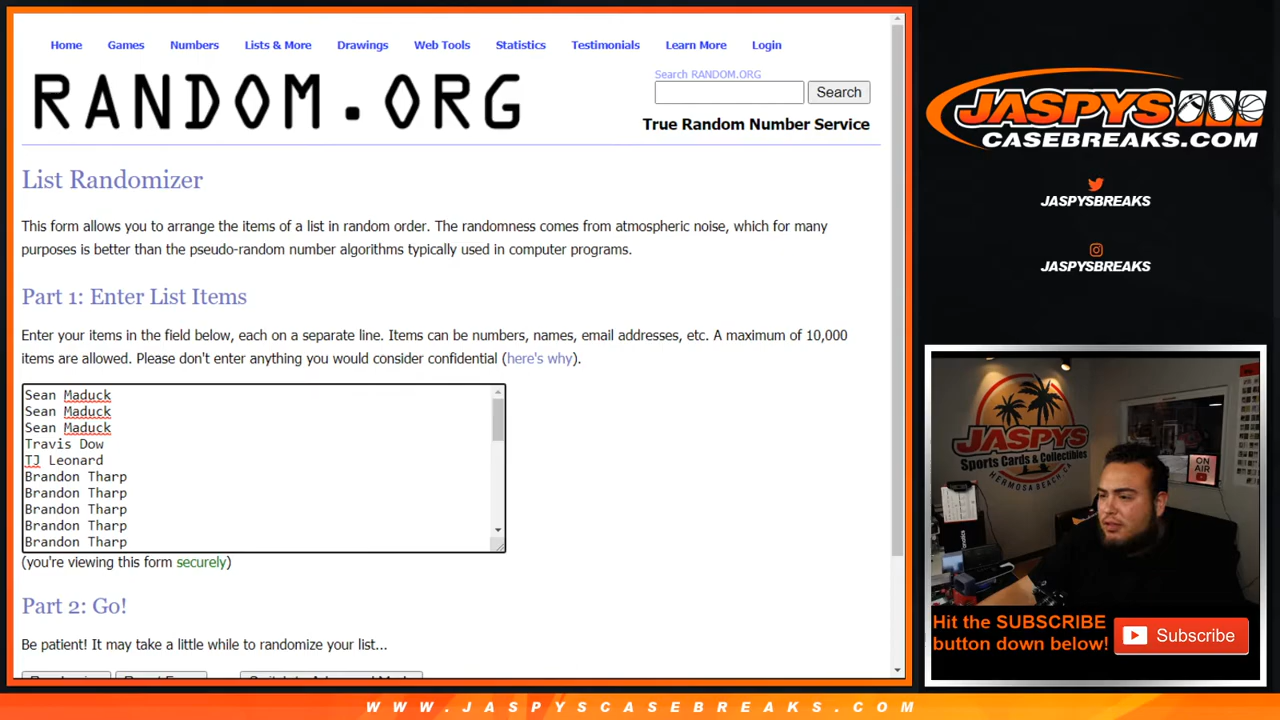 Home Games Numbers Lists & More Drawings Web Tools Statistics Testimonials Learn More Login
RANDOM.ORG
Search RANDOM.ORG
Search
True Random Number Service
List Randomizer
This form allows you to arrange the items of a list in random order. The randomness comes from atmospheric noise, which for many
purposes is better than the pseudo-random number algorithms typically used in computer programs.
Part 1: Enter List Items
Enter your items in the field below, each on a separate line. Items can be numbers, names, email addresses, etc. A maximum of 10,000
items are allowed. Please don't enter anything you would consider confidential (here's why).
Sean Maduck
Sean Maduck
Sean Maduck
Travis Dow
TJ Leonard
Brandon Tharp
Brandon Tharp
Brandon Tharp
Brandon Tharp
Brandon Tharp
(you're viewing this form securely)
Part 2: Go!
Be patient! It may take a little while to randomize your list...
JASPYS
CASEBREAKS.COM
JASPYSBREAKS
JASPYSBREAKS
JASPYS
Sports Cards & Collectibles
HERMOSA BEACH, CA
ON
AIR
Hit the SUBSCRIBE
button down below!
Subscribe
WWW.JASPYSCASEBREAKS.COM